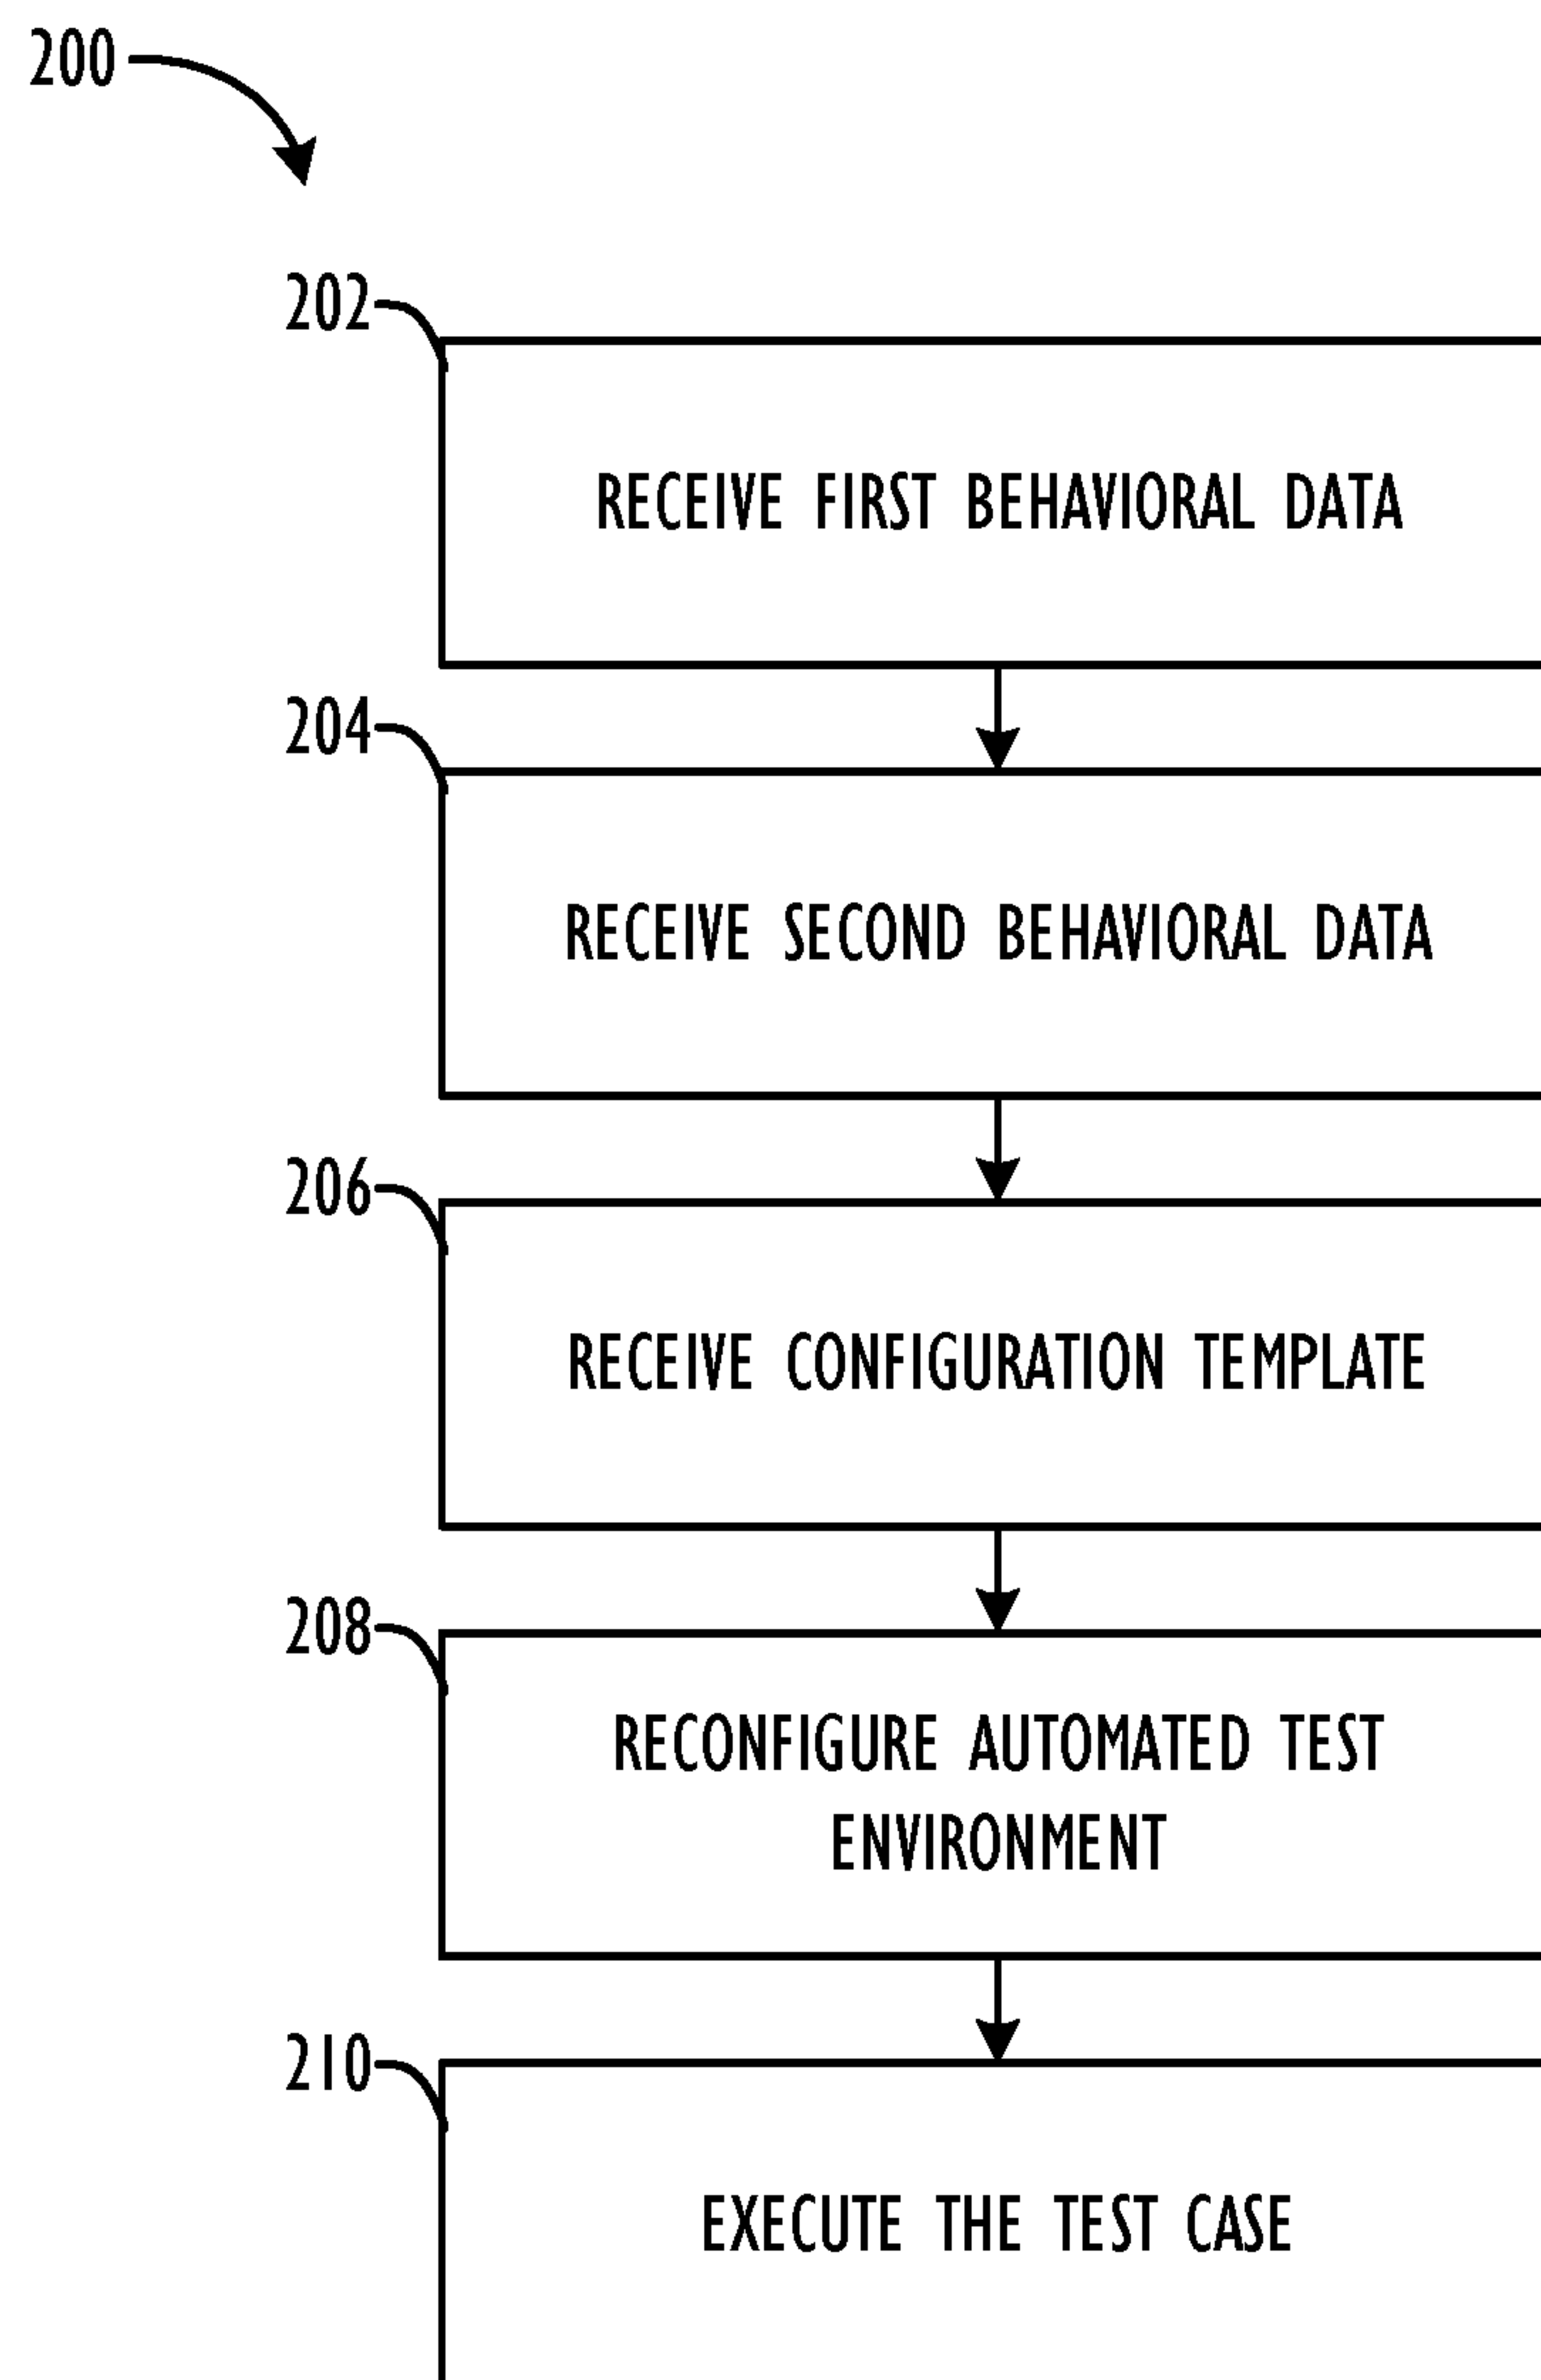 200
202
RECEIVE FIRST BEHAVIORAL DATA
204
RECEIVE SECOND BEHAVIORAL DATA
206
RECEIVE CONFIGURATION TEMPLATE
208
RECONFIGURE AUTOMATED TEST
ENVIRONMENT
210
EXECUTE THE TEST CASE